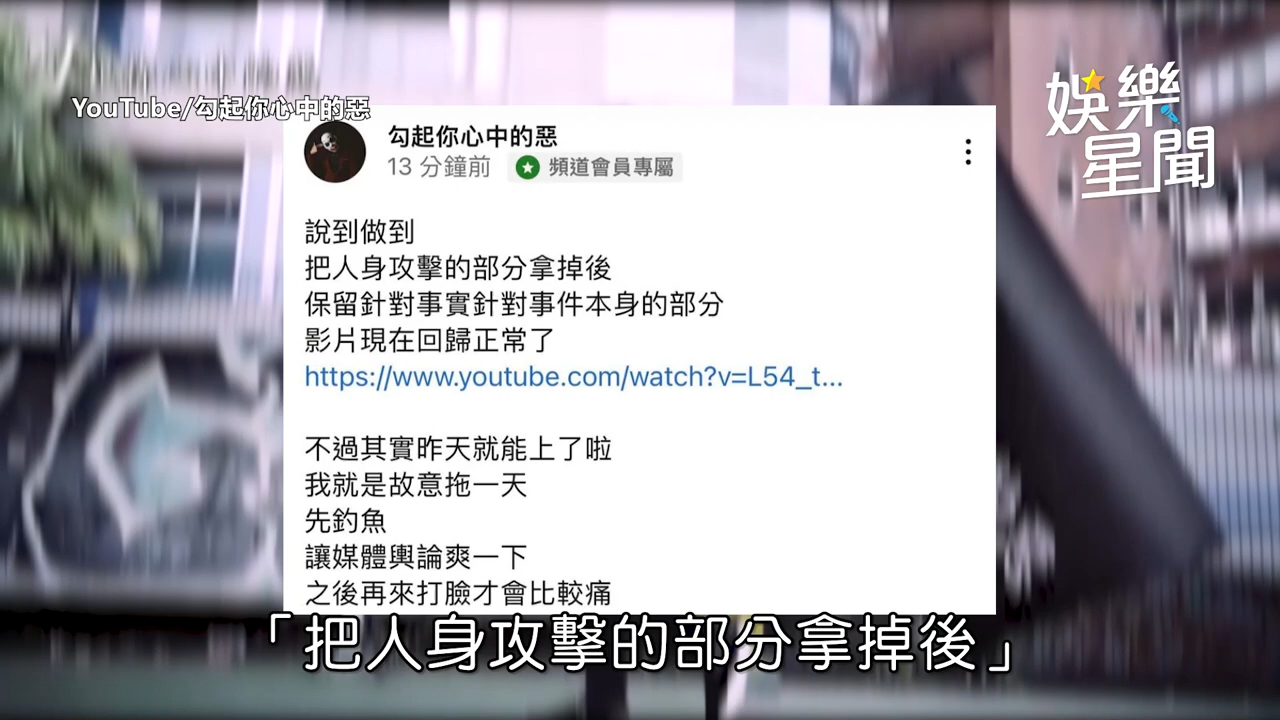 YouTube/勾起你心中的惡
娛樂
星聞
勾起你心中的惡
13 分鐘前 頻道會員專屬
說到做到
把人身攻擊的部分拿掉後
保留針對事實針對事件本身的部分
影片現在回歸正常了
https://www.youtube.com/watch?v=L54_t...
不過其實昨天就能上了啦
我就是故意拖一天
先釣魚
讓媒體輿論爽一下
之後再來打臉才會比較痛
「把人身攻擊的部分拿掉後」